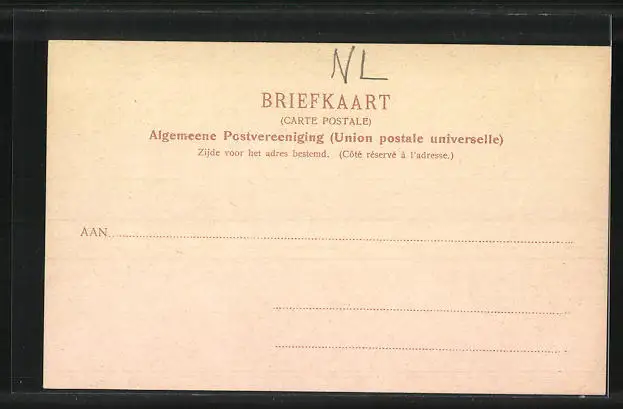 NL
BRIEFKAART
(CARTE POSTALE)
Algemeene Postvereeniging (Union postale universelle)
Zijde voor het adres bestemd. (Côté réservé à l'adresse.)
AAN